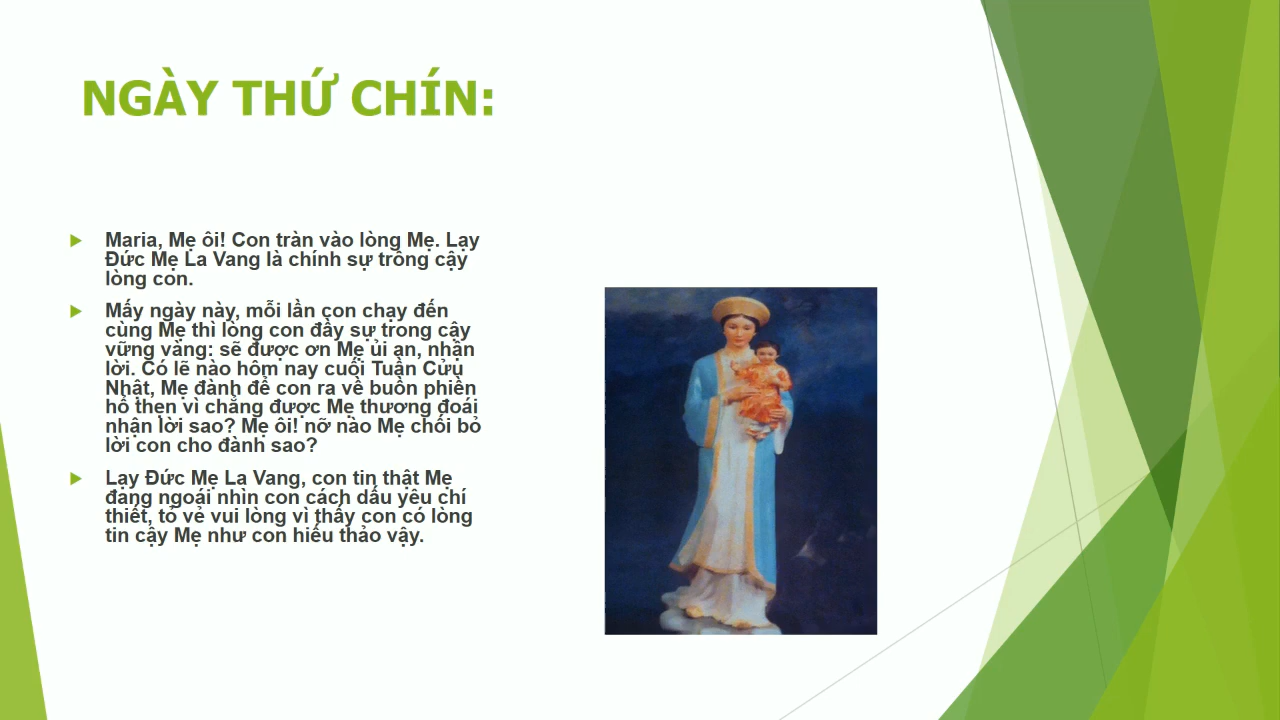 NGÀY THỨ CHÍN:
Maria, Mẹ ôi! Con tràn vào lòng Mẹ. Lạy
Đức Mẹ La Vang là chính sự trông cậy
lòng con.
Mấy ngày này, mỗi lần con chạy đến
cùng Mẹ thì lòng con đầy sự trong cậy
vững vàng: sẽ được ơn Mẹ ủi an, nhận
lời. Có lẽ nào hôm nay cuối Tuần Cửu
Nhật, Mẹ đành để con ra về buồn phiền
hổ thẹn vì chẳng được Mẹ thương đoái
nhận lời sao? Mẹ ôi! nỡ nào Mẹ chối bỏ
lời con cho đành sao?
Lạy Đức Mẹ La Vang, con tin thật Mẹ
đang ngoái nhìn con cách dấu yêu chí
thiết, tỏ vẻ vui lòng vì thấy con có lòng
tin cậy Mẹ như con hiếu thảo vậy.